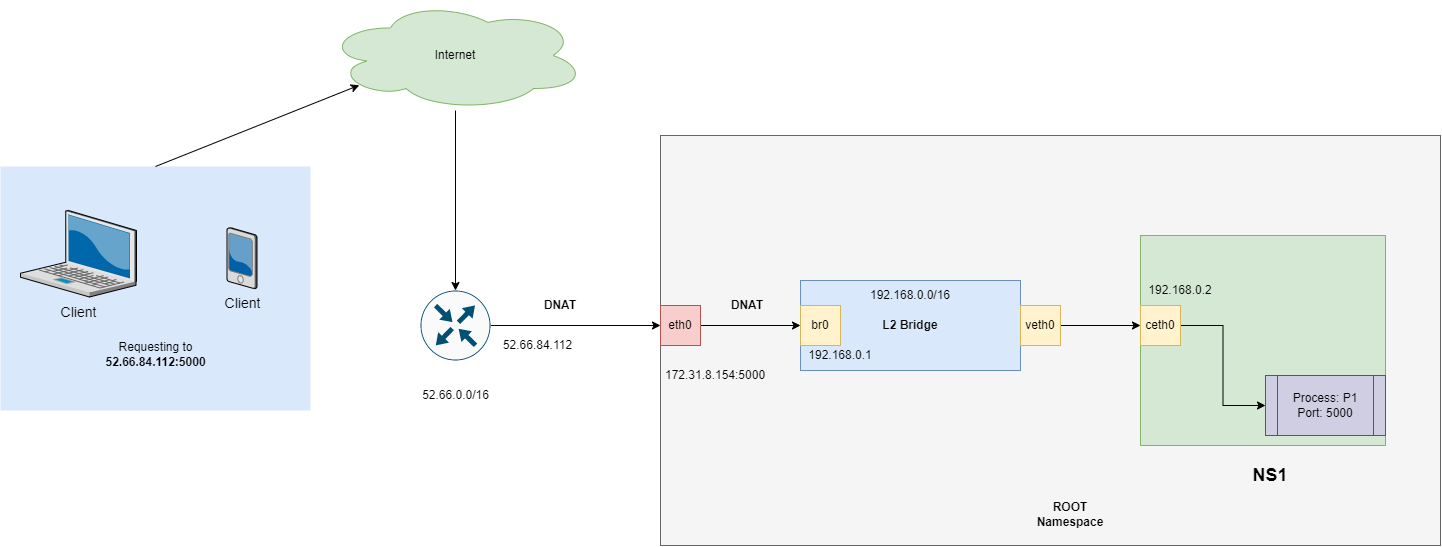 Internet
Client
Client
Requesting to
52.66.84.112:5000
DNAT
52.66.84.112
52.66.0.0/16
eth0
172.31.8.154:5000
DNAT
192.168.0.0/16
br0
L2 Bridge
192.168.0.1
veth0
192.168.0.2
ceth0
Process: P1
Port: 5000
NS1
ROOT
Namespace